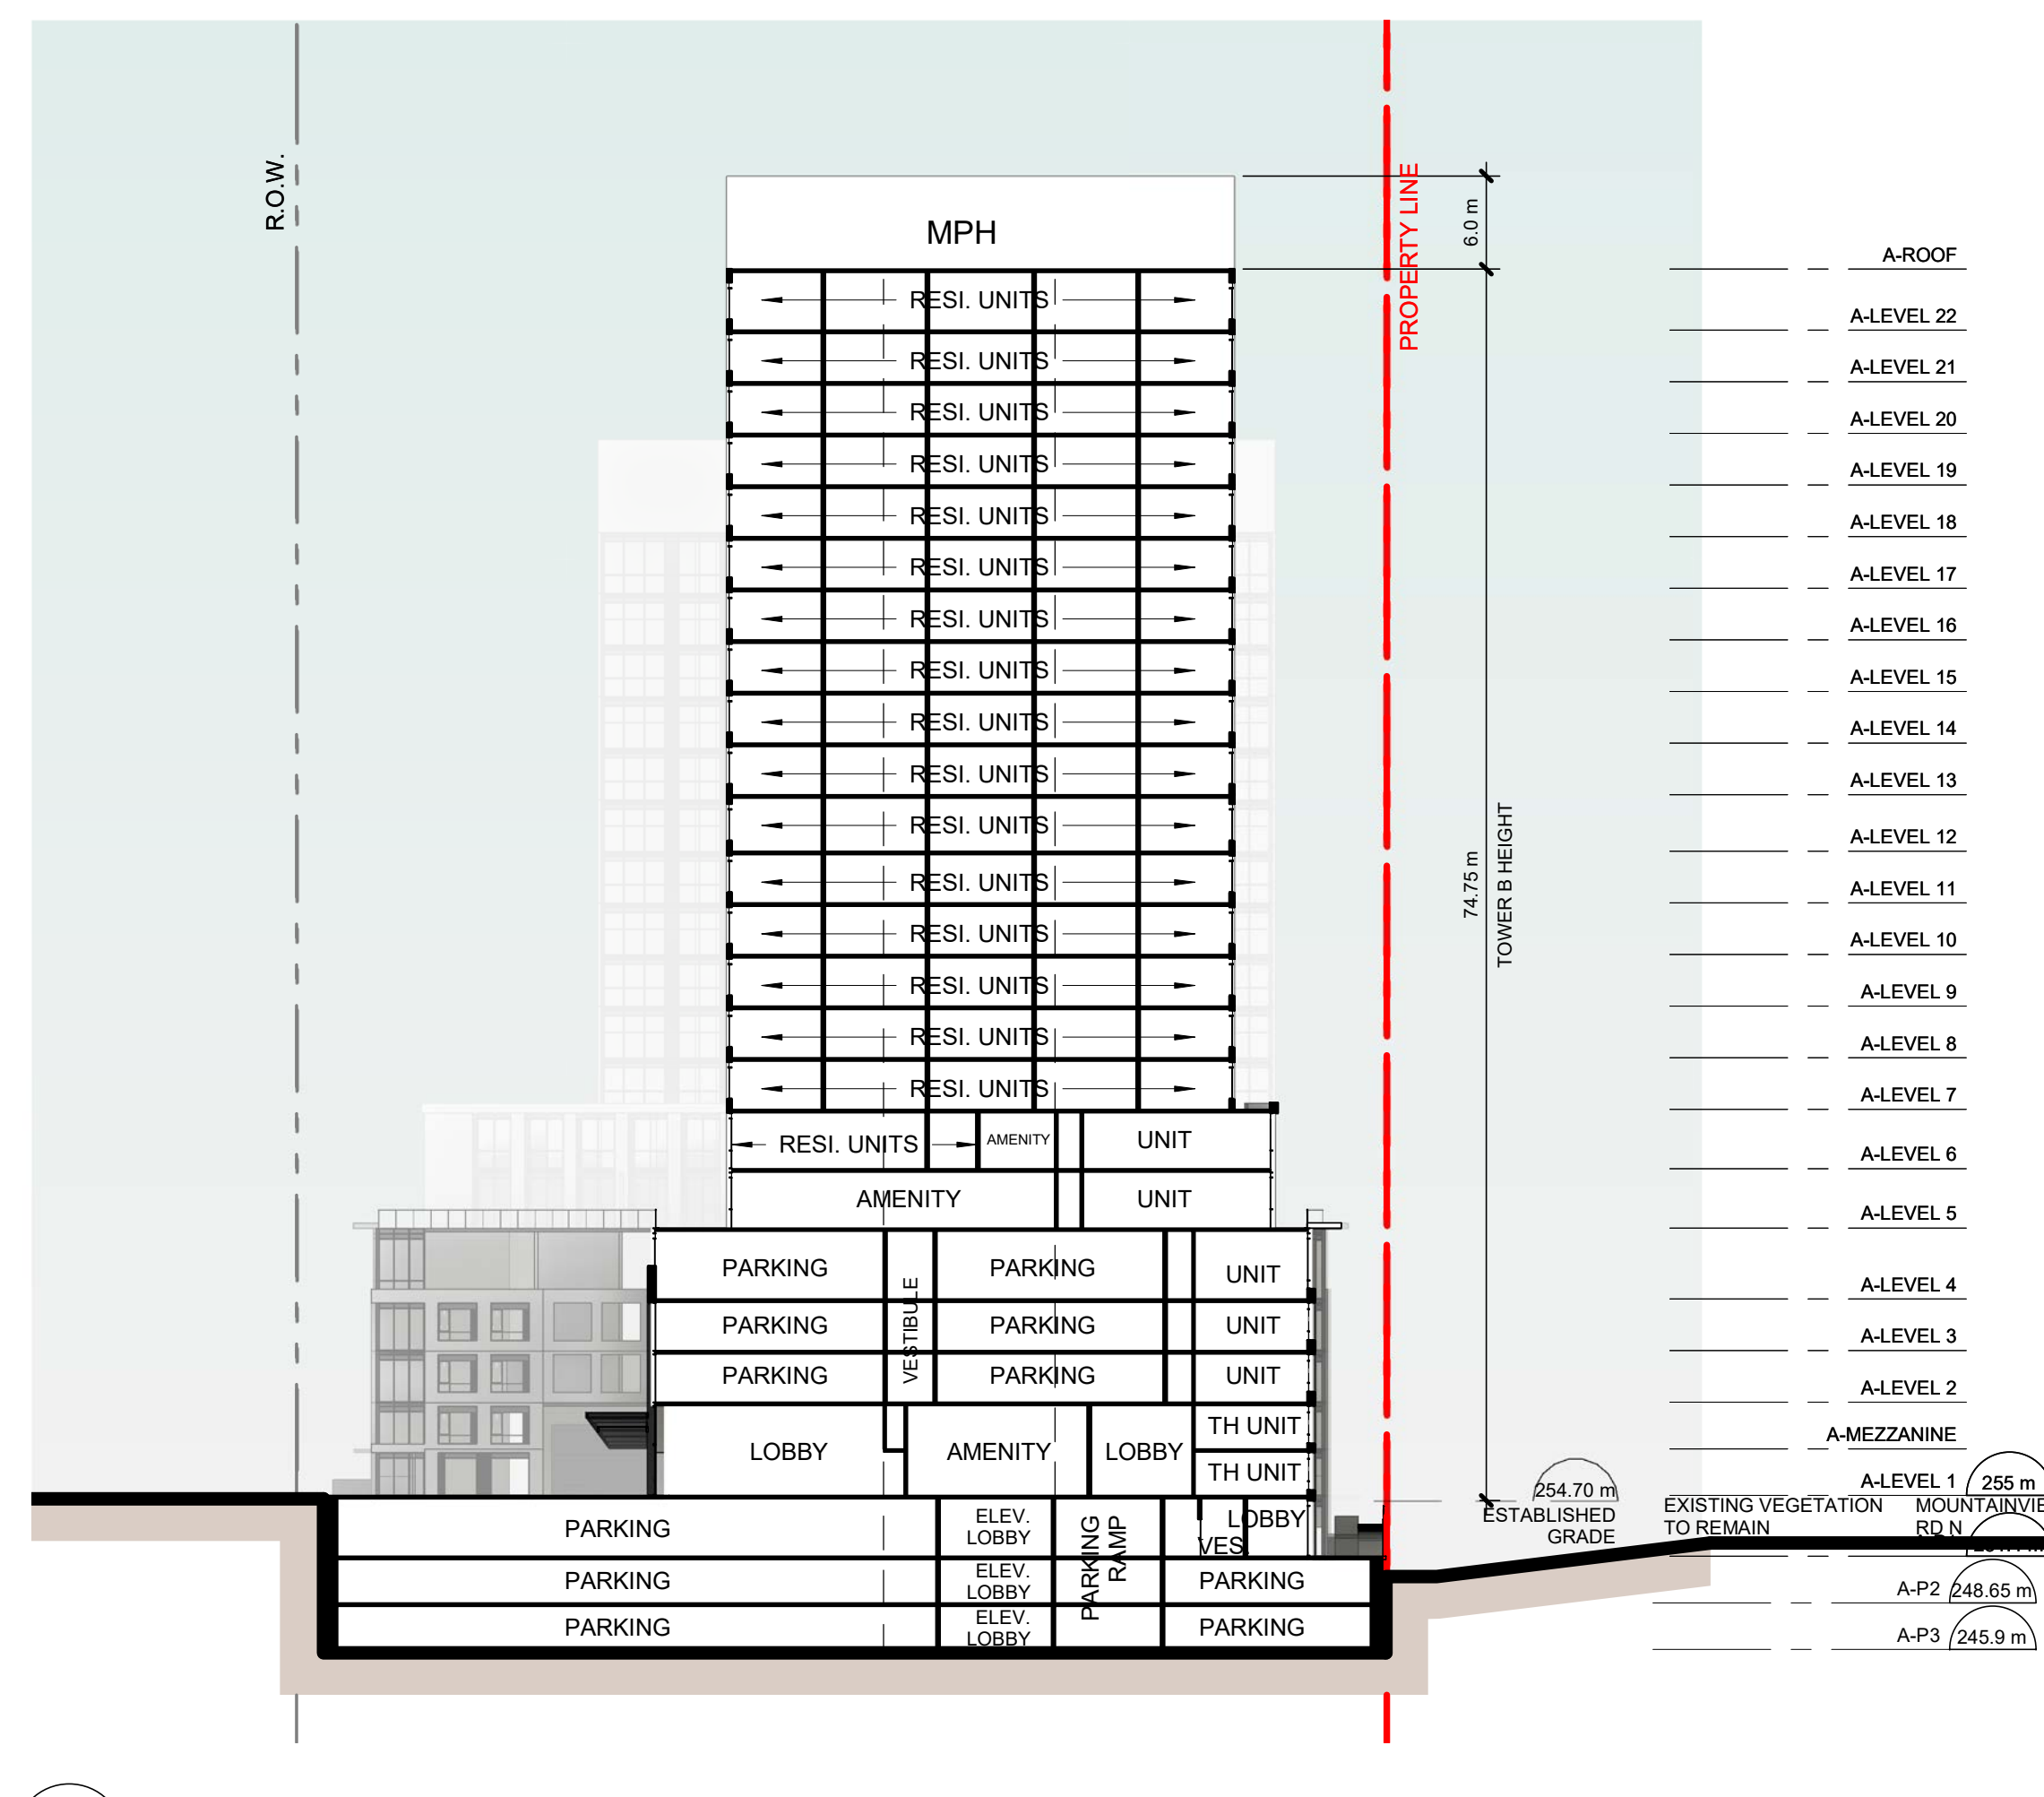 R.O.W.
PROPERTY LINE
6.0 m
MPH
A-ROOF
RESI. UNITS
A-LEVEL 22
RESI. UNITS
A-LEVEL 21
RESI. UNITS
A-LEVEL 20
RESI. UNITS
A-LEVEL 19
RESI. UNITS
A-LEVEL 18
RESI. UNITS
A-LEVEL 17
RESI. UNITS
A-LEVEL 16
RESI. UNITS
A-LEVEL 15
RESI. UNITS
A-LEVEL 14
RESI. UNITS
A-LEVEL 13
RESI. UNITS
A-LEVEL 12
RESI. UNITS
A-LEVEL 11
RESI. UNITS
A-LEVEL 10
RESI. UNITS
A-LEVEL 9
RESI. UNITS
A-LEVEL 8
RESI. UNITS
A-LEVEL 7
74.75 m
TOWER B HEIGHT
RESI. UNITS AMENITY UNIT
A-LEVEL 6
AMENITY UNIT
A-LEVEL 5
PARKING PARKING UNIT
A-LEVEL 4
VESTIBULE
PARKING PARKING UNIT
A-LEVEL 3
PARKING PARKING UNIT
A-LEVEL 2
TH UNIT
A-MEZZANINE
LOBBY AMENITY LOBBY
TH UNIT
A-LEVEL 1 255 m
254.70 m
ESTABLISHED
GRADE
EXISTING VEGETATION
TO REMAIN
MOUNTAINVIE
RD N
PARKING
ELEV.
LOBBY
PARKING
RAMP
LOBBY
VES.
PARKING
ELEV.
LOBBY
PARKING
A-P2 248.65 m
PARKING
ELEV.
LOBBY
PARKING
A-P3 245.9 m